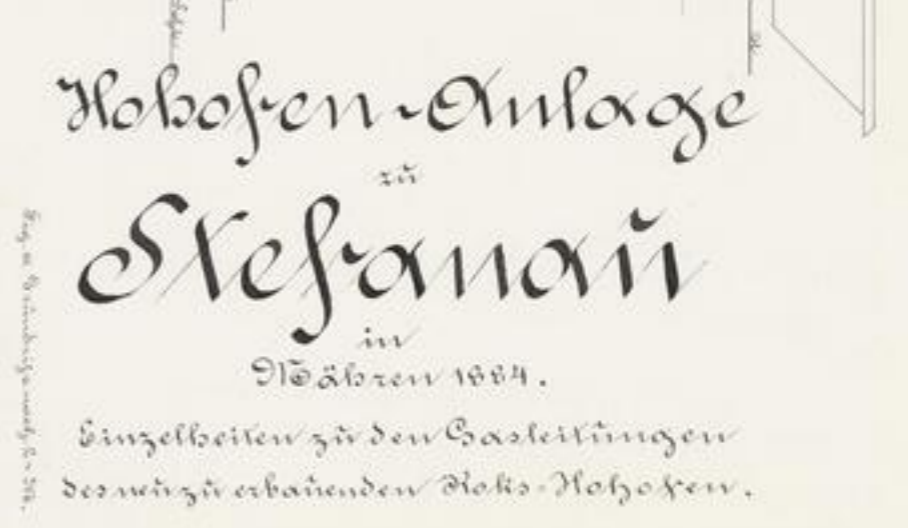 Hohofen-Anlage
zu
Stefanau
in
Mähren 1884.
Einzelheiten zu den Gasleitungen
des neu zu erbauenden Koks-Hohofen.